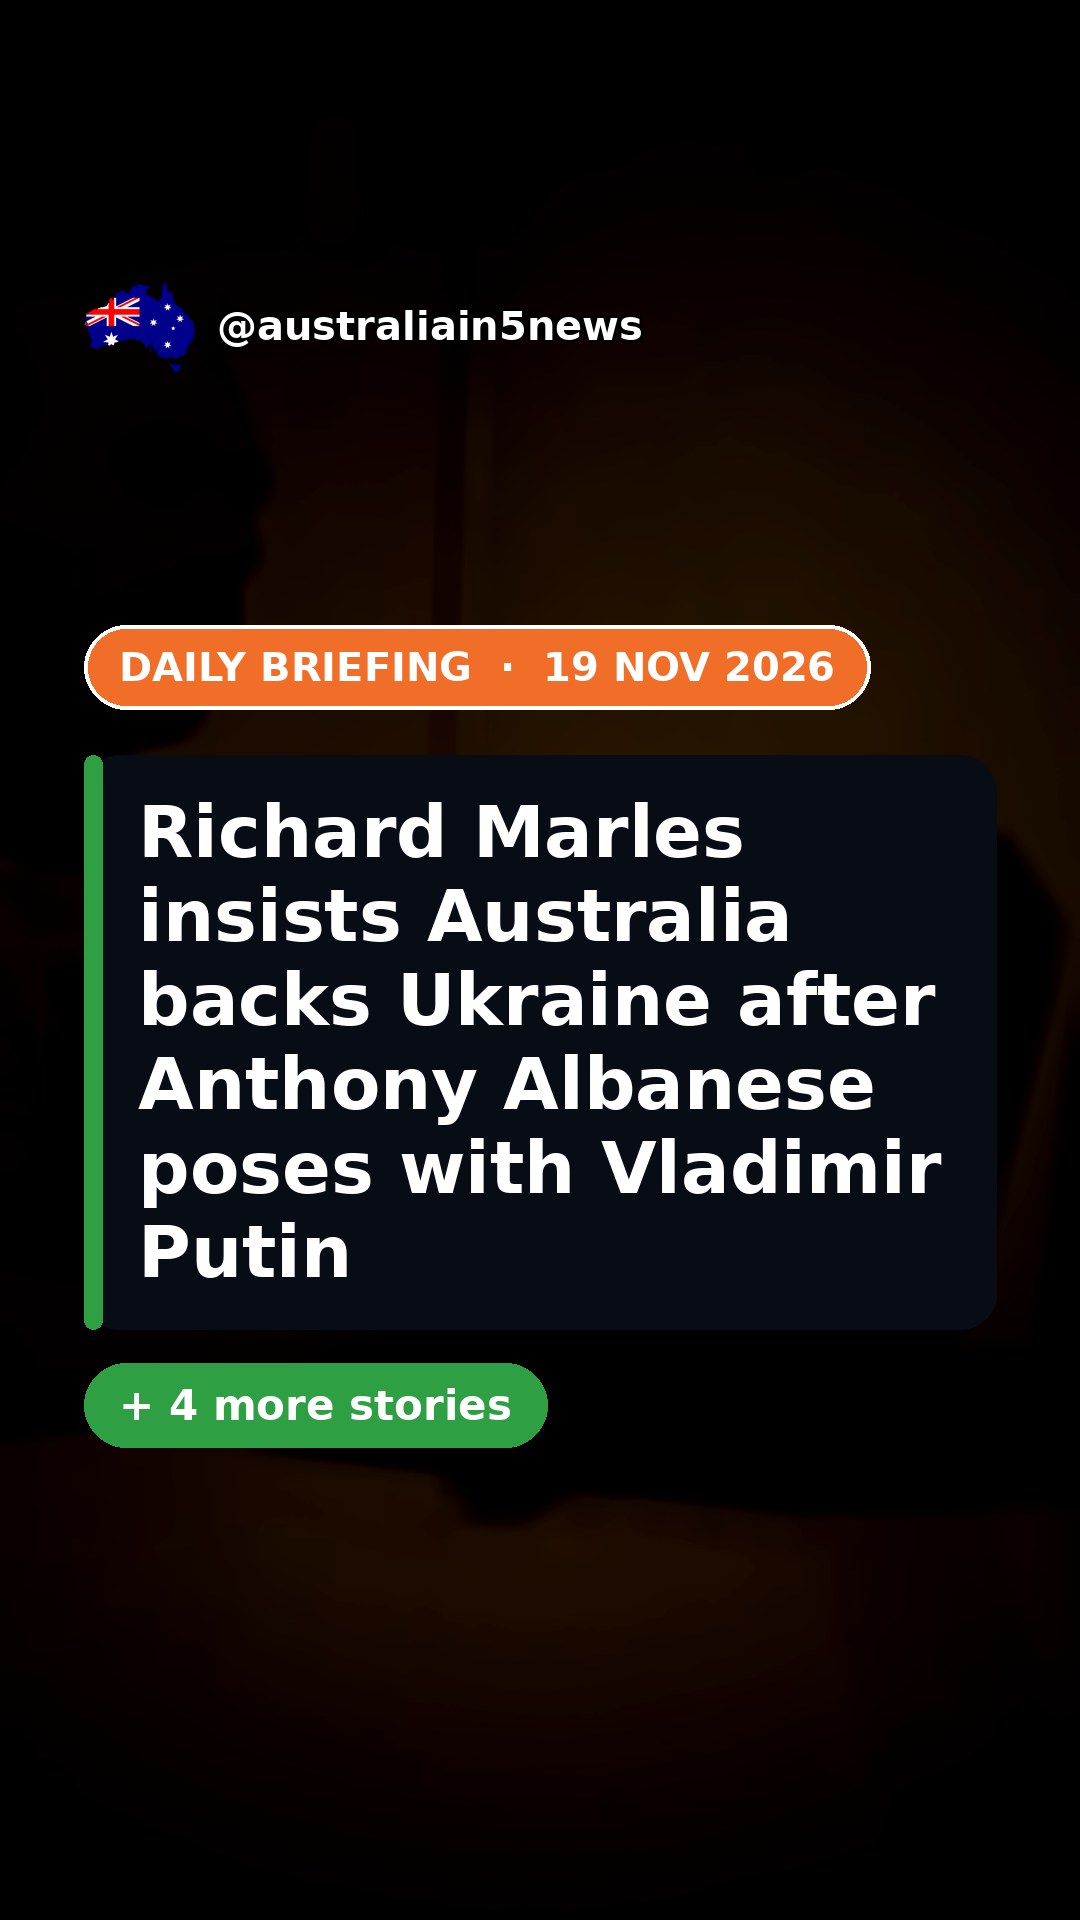 @australiain5news
DAILY BRIEFING · 19 NOV 2026
Richard Marles
insists Australia
backs Ukraine after
Anthony Albanese
poses with Vladimir
Putin
+ 4 more stories